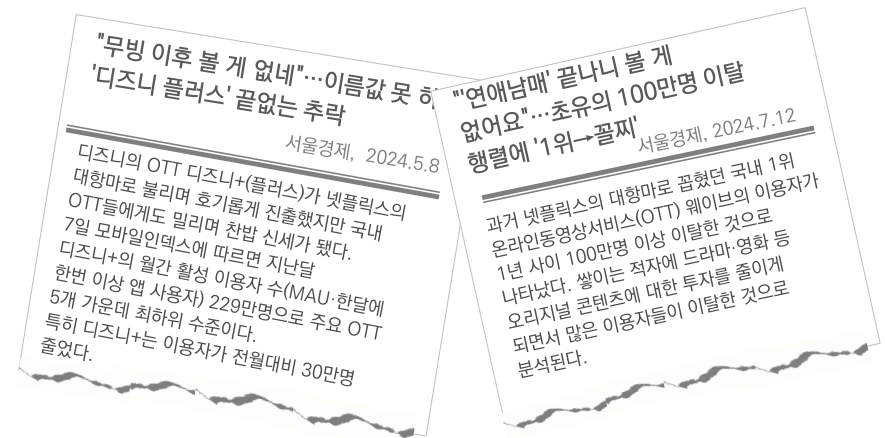 "무빙 이후 볼 게 없네"…이름값 못
'디즈니 플러스' 끝없는 추락
서울경제, 2024.5.8
디즈니의 OTT 디즈니+(플러스)가 넷플릭스의
대항마로 불리며 호기롭게 진출했지만 국내
OTT들에게도 밀리며 찬밥 신세가 됐다.
7일 모바일인덱스에 따르면 지난달
디즈니+의 월간 활성 이용자 수(MAU·한달에
한번 이상 앱 사용자) 229만명으로 주요 OTT
5개 가운데 최하위 수준이다.
특히 디즈니+는 이용자가 전월대비 30만명
줄었다.
"'연애남매' 끝나니 볼 게
없어요"…초유의 100만명 이탈
행렬에 '1위→꼴찌'
서울경제, 2024.7.12
과거 넷플릭스의 대항마로 꼽혔던 국내 1위
온라인동영상서비스(OTT) 웨이브의 이용자가
1년 사이 100만명 이상 이탈한 것으로
나타났다. 쌓이는 적자에 드라마·영화 등
오리지널 콘텐츠에 대한 투자를 줄이게
되면서 많은 이용자들이 이탈한 것으로
분석된다.